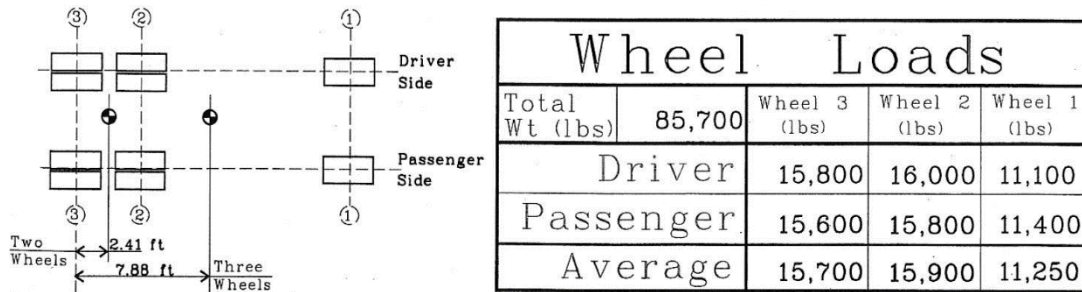 ③ ② ①
Driver
Side
Passenger
Side
③ ② ①
Two
Wheels
2.41 ft
7.88 ft
Three
Wheels
Wheel Loads
Total
Wt (lbs) 85,700 Wheel 3 Wheel 2 Wheel 1
(lbs) (lbs) (lbs)
Driver 15,800 16,000 11,100
Passenger 15,600 15,800 11,400
Average 15,700 15,900 11,250